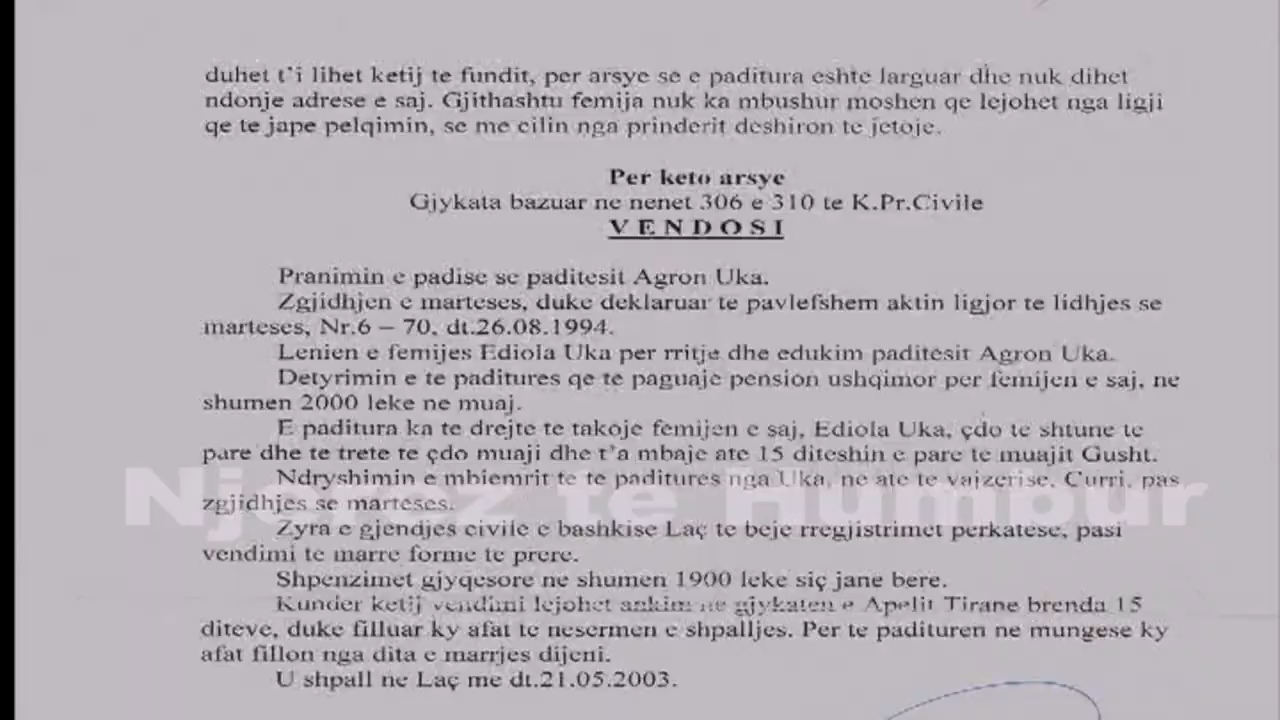 duhet t'i lihet ketij te fundit, per arsye se e paditura eshte larguar dhe nuk dihet
ndonje adrese e saj. Gjithashtu femija nuk ka mbushur moshen qe lejohet nga ligji
qe te jape pelqimin, se me cilin nga prinderit deshiron te jetoje.
Per keto arsye
Gjykata bazuar ne nenet 306 e 310 te K.Pr.Civile
VENDOSI
Pranimin e padise se paditesit Agron Uka.
Zgjidhjen e marteses, duke deklaruar te pavlefshem aktin ligjor te lidhjes se
marteses, Nr.6 – 70, dt.26.08.1994.
Lenien e femijes Ediola Uka per rritje dhe edukim paditesit Agron Uka.
Detyrimin e te paditures qe te paguaje pension ushqimor per femijen e saj, ne
shumen 2000 leke ne muaj.
E paditura ka te drejte te takoje femijen e saj, Ediola Uka, çdo te shtune te
pare dhe te trete te çdo muaji dhe t'a mbaje ate 15 diteshin e pare te muajit Gusht.
Ndryshimin e mbiemrit te te paditures nga Uka, ne ate te vajzerise, Curri, pas
zgjidhjes se marteses.
Njerez te Humbur
Zyra e gjendjes civile e bashkise Laç te beje rregjistrimet perkatese, pasi
vendimi te marre forme te prere.
Shpenzimet gjyqesore ne shumen 1900 leke siç jane bere.
Kunder ketij vendimi lejohet ankim ne gjykaten e Apelit Tirane brenda 15
diteve, duke filluar ky afat te nesermen e shpalljes. Per te padituren ne mungese ky
afat fillon nga dita e marrjes dijeni.
U shpall ne Laç me dt.21.05.2003.